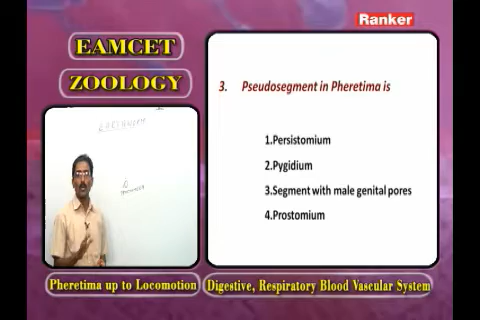 Ranker
EAMCET
ZOOLOGY
3. Pseudosegment in Pheretima is
1.Persistomium
2.Pygidium
3.Segment with male genital pores
4.Prostomium
Pheretima up to Locomotion
Digestive, Respiratory Blood Vascular System